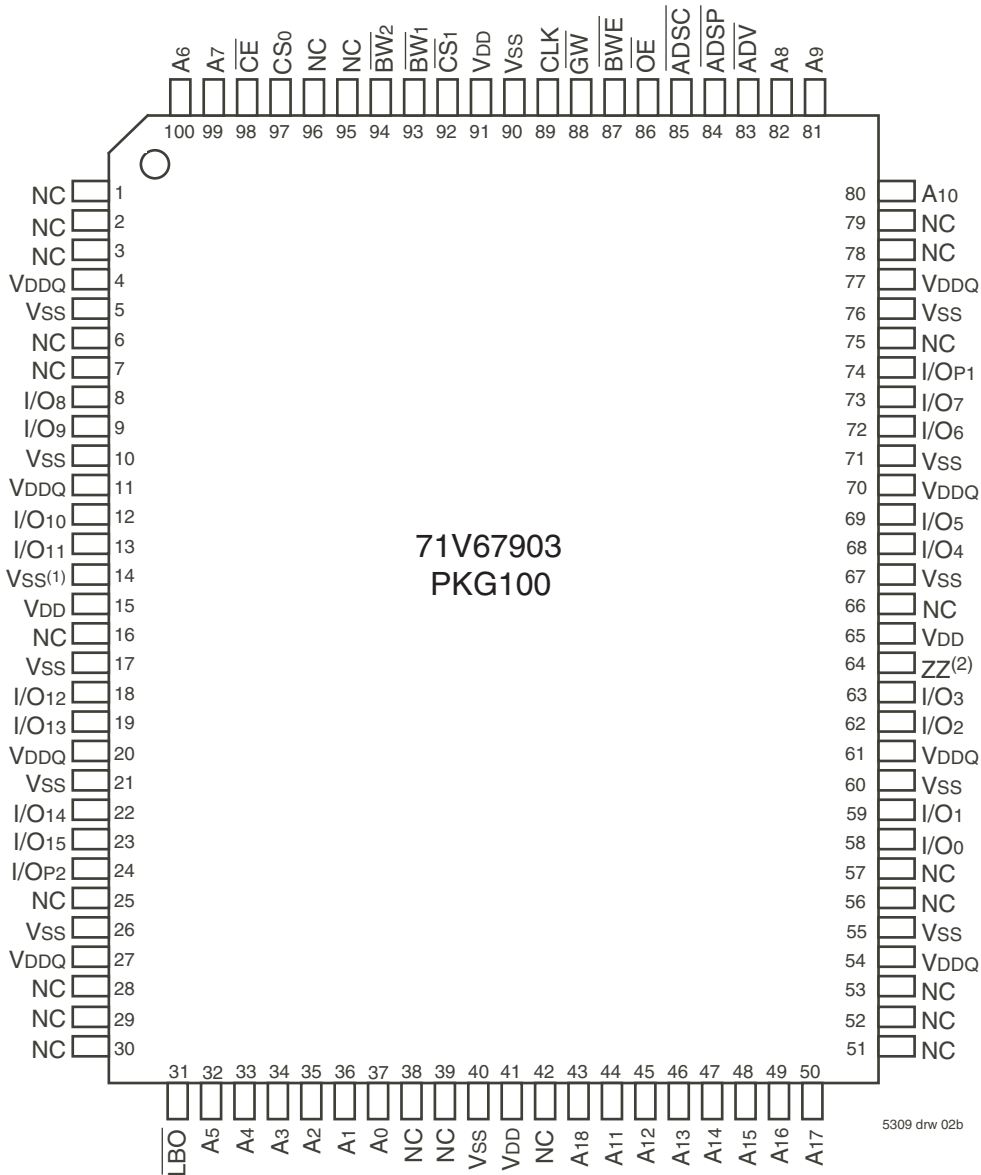 A6 A7 CE CS0 NC NC BW2 BW1 CS1 VDD VSS CLK GW BWE OE ADSC ADSP ADV A8 A9
100 99 98 97 96 95 94 93 92 91 90 89 88 87 86 85 84 83 82 81
NC 1
NC 2
NC 3
VDDQ 4
VSS 5
NC 6
NC 7
I/O8 8
I/O9 9
VSS 10
VDDQ 11
I/O10 12
I/O11 13
VSS(1) 14
VDD 15
NC 16
VSS 17
I/O12 18
I/O13 19
VDDQ 20
VSS 21
I/O14 22
I/O15 23
I/OP2 24
NC 25
VSS 26
VDDQ 27
NC 28
NC 29
NC 30
71V67903
PKG100
80 A10
79 NC
78 NC
77 VDDQ
76 VSS
75 NC
74 I/OP1
73 I/O7
72 I/O6
71 VSS
70 VDDQ
69 I/O5
68 I/O4
67 VSS
66 NC
65 VDD
64 ZZ(2)
63 I/O3
62 I/O2
61 VDDQ
60 VSS
59 I/O1
58 I/O0
57 NC
56 NC
55 VSS
54 VDDQ
53 NC
52 NC
51 NC
31 32 33 34 35 36 37 38 39 40 41 42 43 44 45 46 47 48 49 50
LBO A5 A4 A3 A2 A1 A0 NC NC VSS VDD NC A18 A11 A12 A13 A14 A15 A16 A17
5309 drw 02b